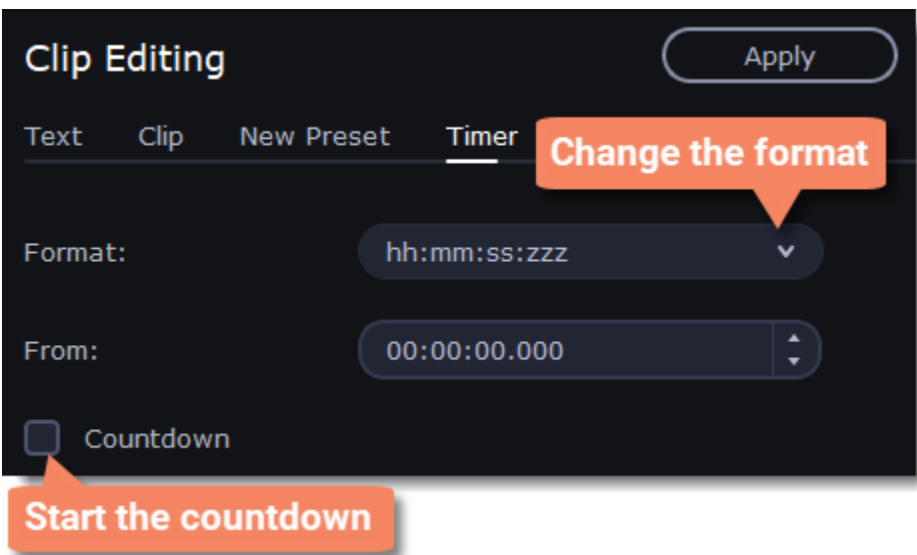 Clip Editing
Apply
Text Clip New Preset Timer
Change the format
Format: hh:mm:ss:zzz
From: 00:00:00.000
Countdown
Start the countdown